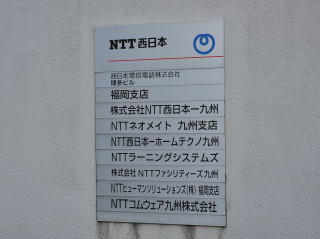 NTT西日本
西日本電信電話株式会社
博多ビル
福岡支店
株式会社NTT西日本ー九州
NTTネオメイト 九州支店
NTT西日本ーホームテクノ九州
NTTラーニングシステムズ
株式会社 NTTファシリティーズ九州
NTTヒューマンソリューションズ(株) 福岡支店
NTTコムウェア九州株式会社